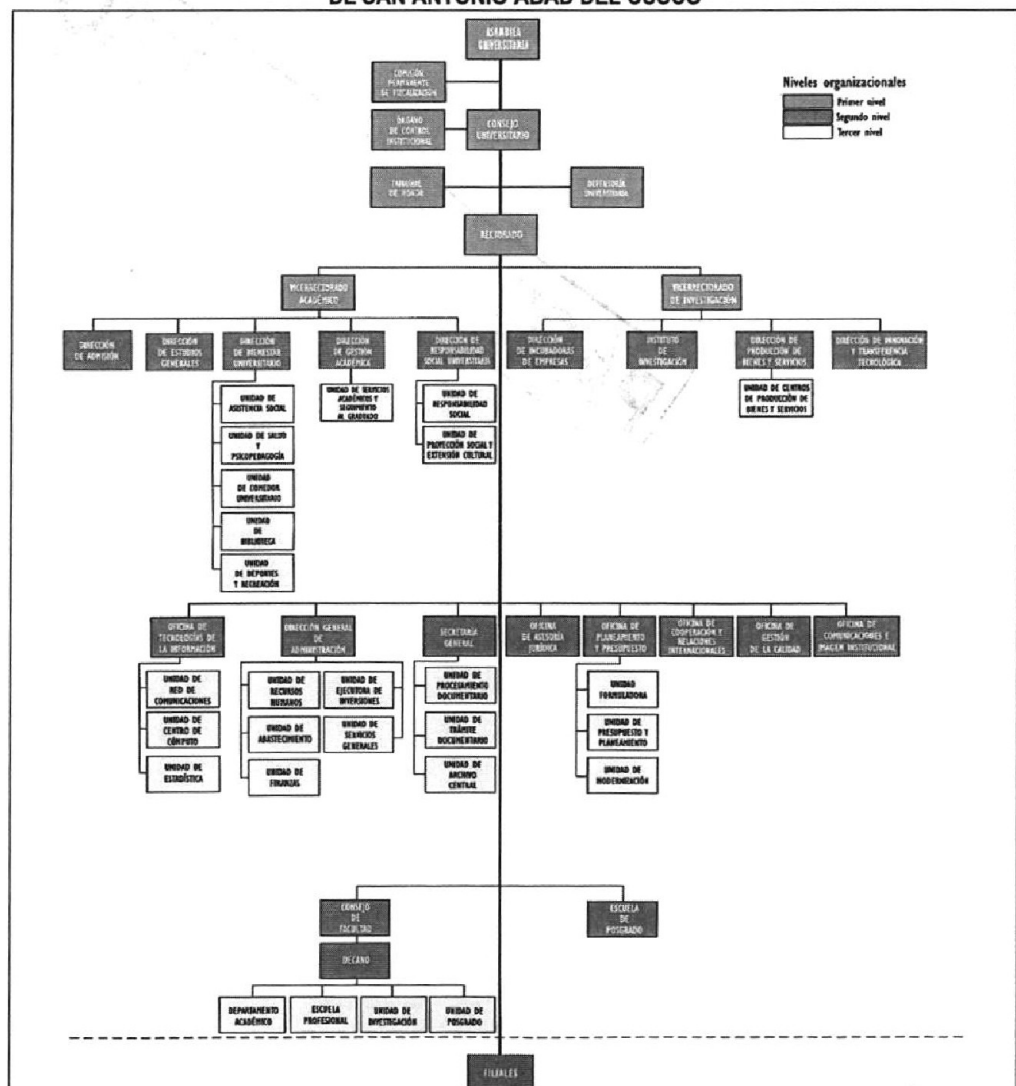 DE SAN ANTONIO ABAD DEL CUSCO
ASAMBLEA
UNIVERSITARIA
COMISIÓN
PERMANENTE
DE FISCALIZACIÓN
Niveles organizacionales
Primer nivel
Segundo nivel
Tercer nivel
ÓRGANO
DE CONTROL
INSTITUCIONAL
CONSEJO
UNIVERSITARIO
TRIBUNAL
DE HONOR
DEFENSORÍA
UNIVERSITARIA
RECTORADO
VICERRECTORADO
ACADÉMICO
VICERRECTORADO
DE INVESTIGACIÓN
DIRECCIÓN
DE ADMISIÓN
DIRECCIÓN
DE ESTUDIOS
GENERALES
DIRECCIÓN
DE BIENESTAR
UNIVERSITARIO
DIRECCIÓN
DE GESTIÓN
ACADÉMICA
DIRECCIÓN DE
RESPONSABILIDAD
SOCIAL UNIVERSITARIA
DIRECCIÓN
DE INCUBADORAS
DE EMPRESAS
INSTITUTO
DE
INVESTIGACIÓN
DIRECCIÓN DE
PRODUCCIÓN DE
BIENES Y SERVICIOS
DIRECCIÓN DE INNOVACIÓN
Y TRANSFERENCIA
TECNOLÓGICA
UNIDAD DE
ASISTENCIA SOCIAL
UNIDAD DE SALUD
Y
PSICOPEDAGOGÍA
UNIDAD
DE COMEDOR
UNIVERSITARIO
UNIDAD
DE
BIBLIOTECA
UNIDAD
DE DEPORTES
Y RECREACIÓN
UNIDAD DE SERVICIOS
ACADÉMICOS Y
SEGUIMIENTO
AL GRADUADO
UNIDAD DE
RESPONSABILIDAD
SOCIAL
UNIDAD DE
PROYECCIÓN SOCIAL Y
EXTENSIÓN CULTURAL
UNIDAD DE CENTROS
DE PRODUCCIÓN DE
BIENES Y SERVICIOS
OFICINA DE
TECNOLOGÍAS DE
LA INFORMACIÓN
DIRECCIÓN GENERAL
DE
ADMINISTRACIÓN
SECRETARÍA
GENERAL
OFICINA
DE ASESORÍA
JURÍDICA
OFICINA DE
PLANEAMIENTO
Y PRESUPUESTO
OFICINA DE
COOPERACIÓN Y
RELACIONES
INTERNACIONALES
OFICINA DE
GESTIÓN
DE LA CALIDAD
OFICINA DE
COMUNICACIONES E
IMAGEN INSTITUCIONAL
UNIDAD DE
RED DE
COMUNICACIONES
UNIDAD DE
CENTRO DE
CÓMPUTO
UNIDAD DE
ESTADÍSTICA
UNIDAD DE
RECURSOS
HUMANOS
UNIDAD DE
EJECUTORA DE
INVERSIONES
UNIDAD DE
ABASTECIMIENTO
UNIDAD DE
SERVICIOS
GENERALES
UNIDAD DE
FINANZAS
UNIDAD DE
PROCESAMIENTO
DOCUMENTARIO
UNIDAD DE
TRÁMITE
DOCUMENTARIO
UNIDAD DE
ARCHIVO
CENTRAL
UNIDAD
FORMULADORA
UNIDAD DE
PRESUPUESTO Y
PLANEAMIENTO
UNIDAD DE
MODERNIZACIÓN
CONSEJO
DE
FACULTAD
ESCUELA
DE
POSGRADO
DECANO
DEPARTAMENTO
ACADÉMICO
ESCUELA
PROFESIONAL
UNIDAD DE
INVESTIGACIÓN
UNIDAD DE
POSGRADO
FILIALES